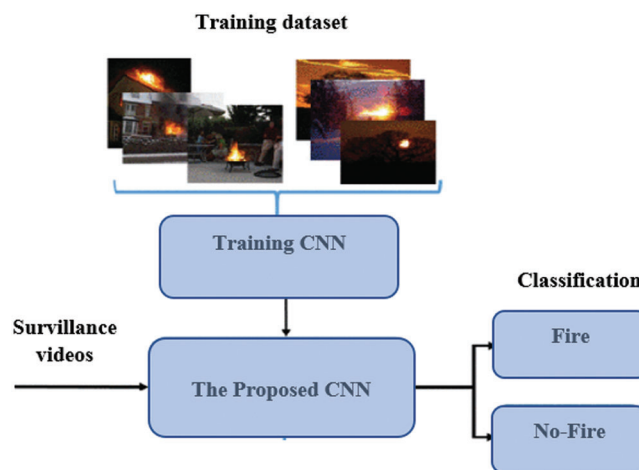 Training dataset
Training CNN
Classification
Survillance
videos
Fire
The Proposed CNN
No-Fire